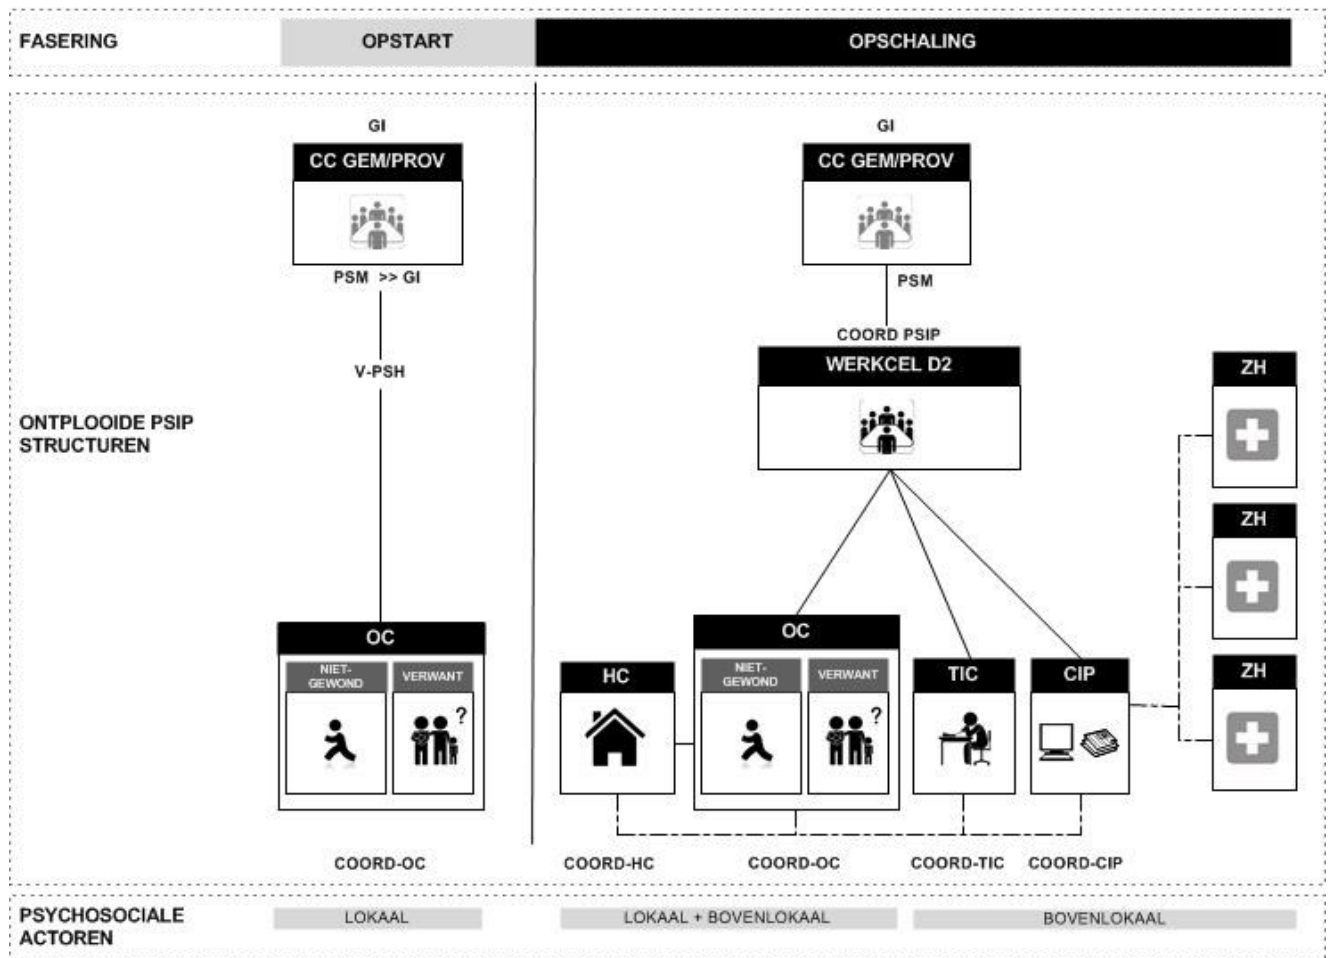 FASERING
OPSTART
OPSCHALING
GI
CC GEM/PROV
PSM >> GI
V-PSH
GI
CC GEM/PROV
PSM
COORD PSIP
WERKCEL D2
ZH
ONTPLOOIDE PSIP
STRUCTUREN
ZH
OC
NIET-
GEWOND
VERWANT
?
HC
OC
NIET-
GEWOND
VERWANT
?
TIC
CIP
ZH
COORD-OC
COORD-HC
COORD-OC
COORD-TIC
COORD-CIP
PSYCHOSOCIALE
ACTOREN
LOKAAL
LOKAAL + BOVENLOKAAL
BOVENLOKAAL